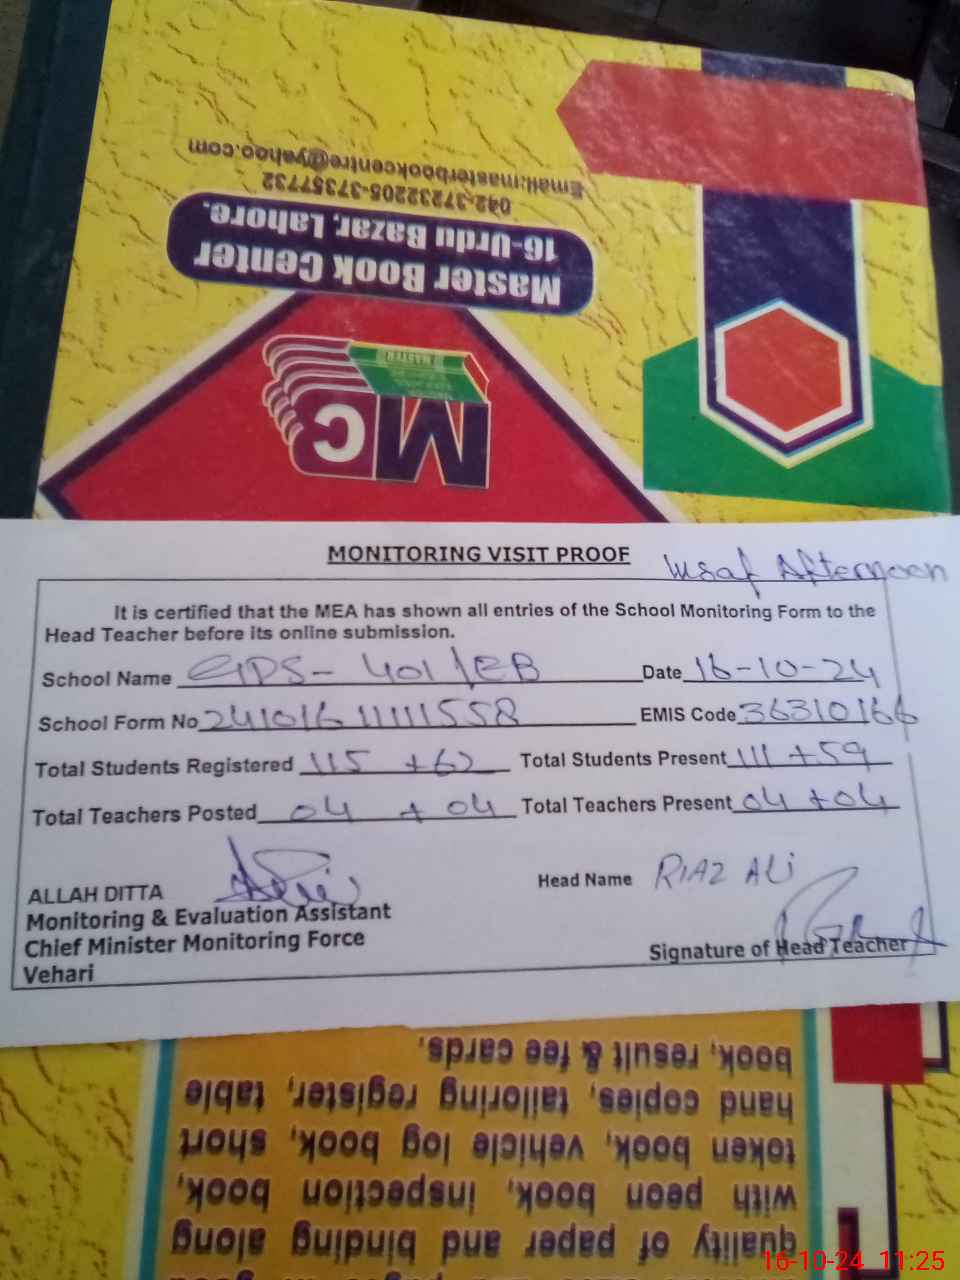 Email:masterbookcentre@yahoo.com
042-37232205-37357732
16-Urdu Bazar, Lahore.
Master Book Center
MASTER
MC
MONITORING VISIT PROOF Insaf Afternoon
It is certified that the MEA has shown all entries of the School Monitoring Form to the
Head Teacher before its online submission.
School Name GPS- 401/EB Date 16-10-24
School Form No 24101611111558 EMIS Code 36310166
Total Students Registered 115 +62 Total Students Present 111 +59
Total Teachers Posted 04 + 04 Total Teachers Present 04 + 04
ALLAH DITTA Head Name RIAZ ALi
Monitoring & Evaluation Assistant
Chief Minister Monitoring Force
Vehari Signature of Head Teacher
book, result & fee cards.
hand copies, tailoring register, table
token book, vehicle log book, short
with peon book, inspection book,
quality of paper and binding along
16-10-24 11:25